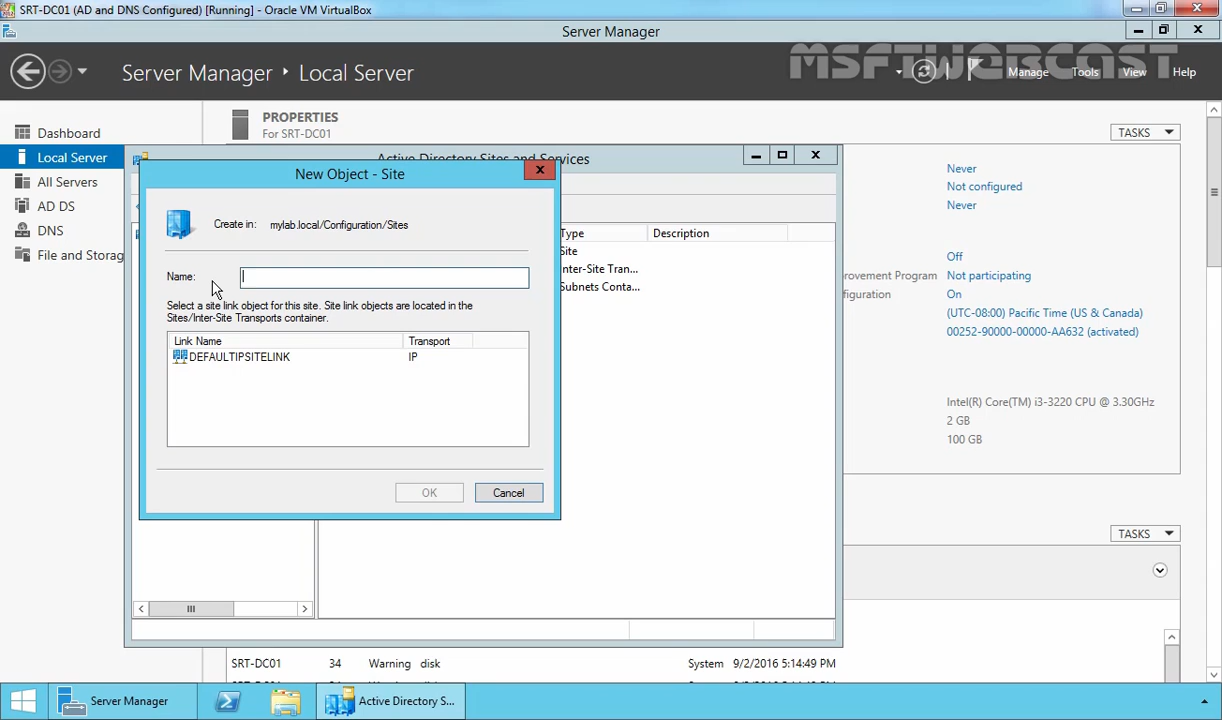 SRT-DC01 (AD and DNS Configured) [Running] - Oracle VM VirtualBox
Server Manager
Server Manager ▸ Local Server
MSFTWEBCAST
Manage Tools View Help
PROPERTIES
For SRT-DC01
TASKS
Dashboard
Local Server
All Servers
AD DS
DNS
File and Storag
Active Directory Sites and Services
New Object - Site
Create in: mylab.local/Configuration/Sites
Name:
Select a site link object for this site. Site link objects are located in the
Sites/Inter-Site Transports container.
Link Name Transport
DEFAULTIPSITELINK IP
OK Cancel
Type Description
Site
Inter-Site Tran...
Subnets Conta...
Never
Not configured
Never
Off
rovement Program Not participating
figuration On
(UTC-08:00) Pacific Time (US & Canada)
00252-90000-00000-AA632 (activated)
Intel(R) Core(TM) i3-3220 CPU @ 3.30GHz
2 GB
100 GB
TASKS
SRT-DC01 34 Warning disk System 9/2/2016 5:14:49 PM
Server Manager
Active Directory S...